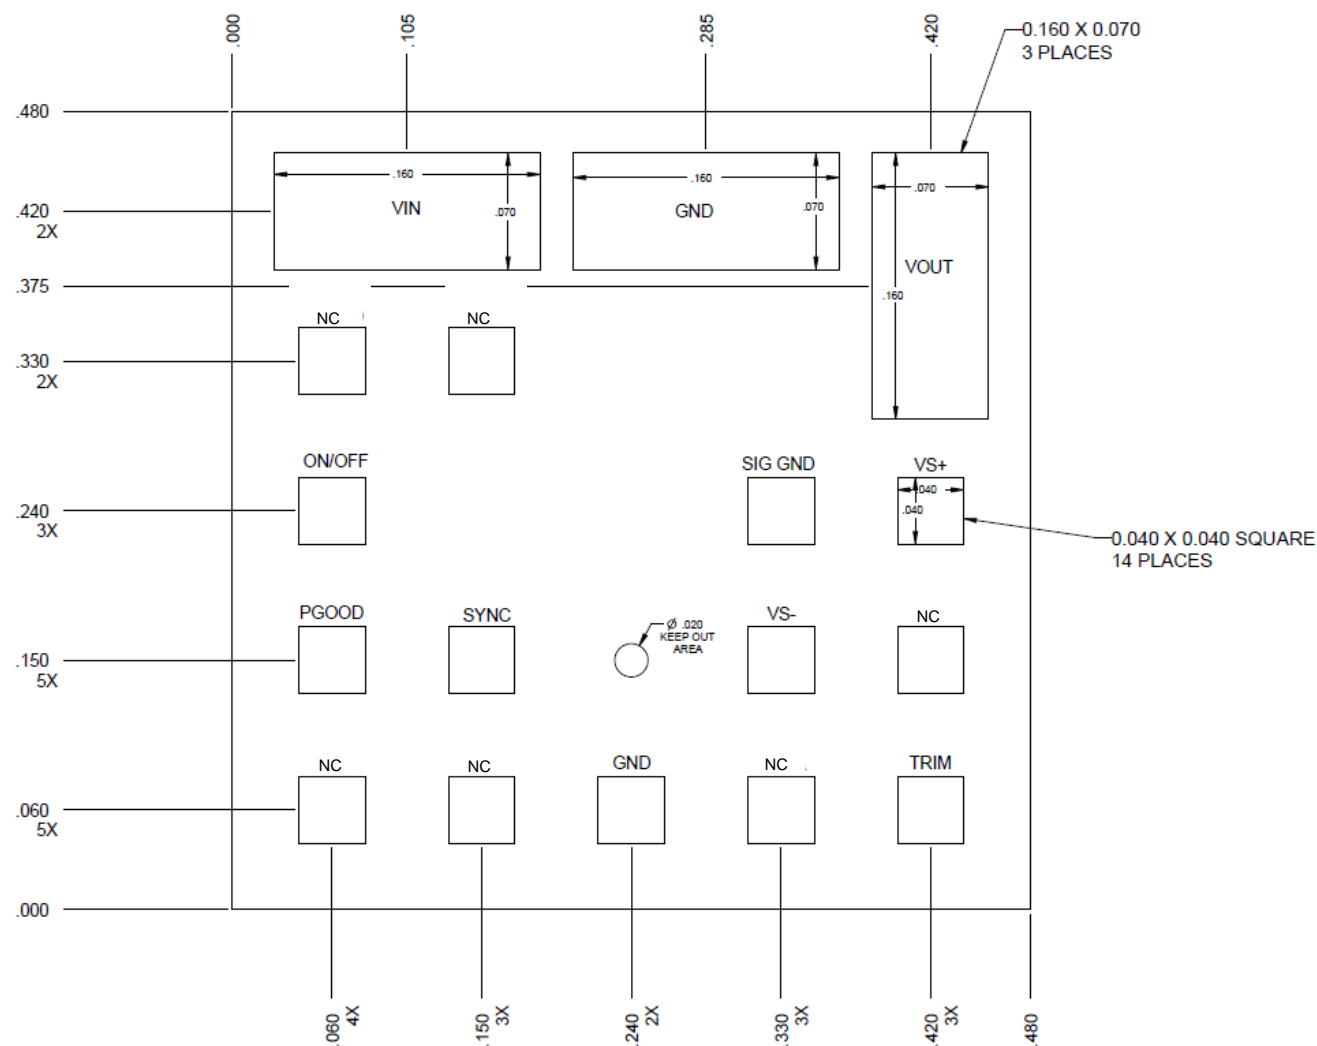 .000
.105
.285
.420
0.160 X 0.070
3 PLACES
.480
.160
.070
VIN
.160
.070
GND
.070
.160
VOUT
.420
2X
.375
NC
NC
.330
2X
ON/OFF
SIG GND
VS+
.040
.040
.240
3X
0.040 X 0.040 SQUARE
14 PLACES
PGOOD
SYNC
Ø .020
KEEP OUT
AREA
VS-
NC
.150
5X
NC
NC
GND
NC
TRIM
.060
5X
.000
.060 4X
.150 3X
.240 2X
.330 3X
.420 3X
.480